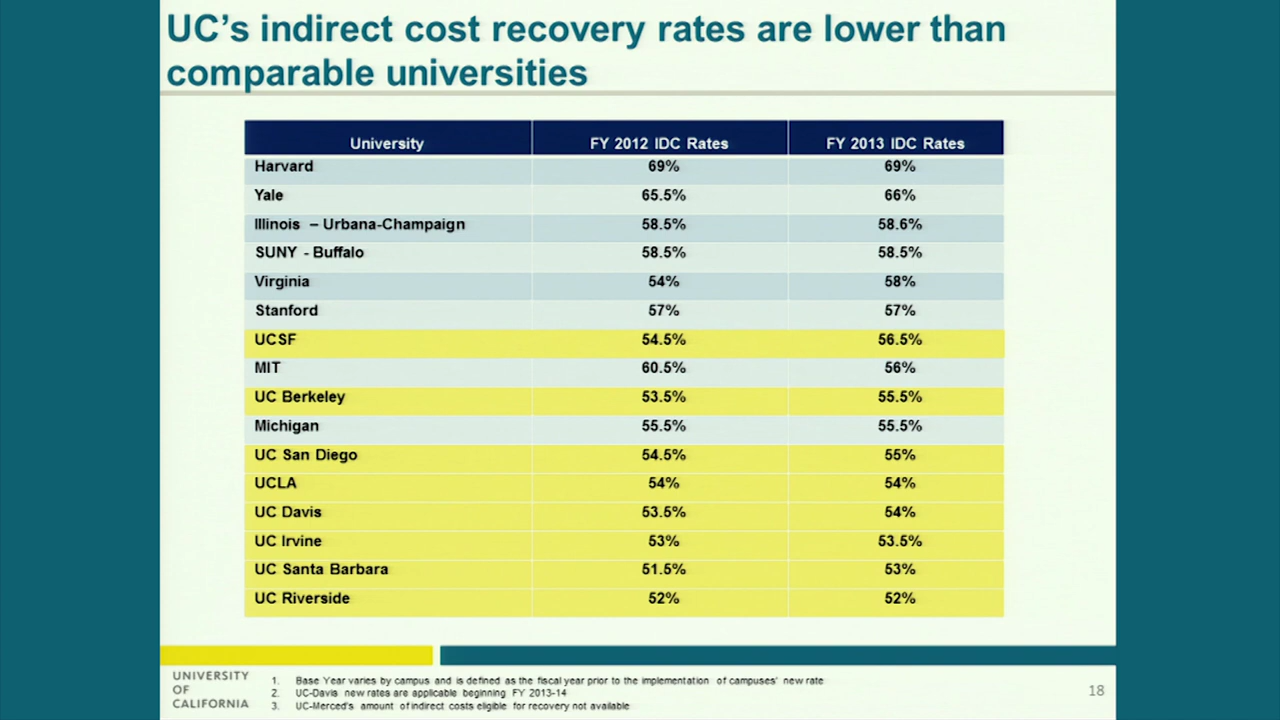 UC’s indirect cost recovery rates are lower than
comparable universities
University FY 2012 IDC Rates FY 2013 IDC Rates
Harvard 69% 69%
Yale 65.5% 66%
Illinois – Urbana-Champaign 58.5% 58.6%
SUNY - Buffalo 58.5% 58.5%
Virginia 54% 58%
Stanford 57% 57%
UCSF 54.5% 56.5%
MIT 60.5% 56%
UC Berkeley 53.5% 55.5%
Michigan 55.5% 55.5%
UC San Diego 54.5% 55%
UCLA 54% 54%
UC Davis 53.5% 54%
UC Irvine 53% 53.5%
UC Santa Barbara 51.5% 53%
UC Riverside 52% 52%
UNIVERSITY
OF
CALIFORNIA
1. Base Year varies by campus and is defined as the fiscal year prior to the implementation of campuses' new rate
2. UC-Davis new rates are applicable beginning FY 2013-14
3. UC-Merced's amount of indirect costs eligible for recovery not available
18